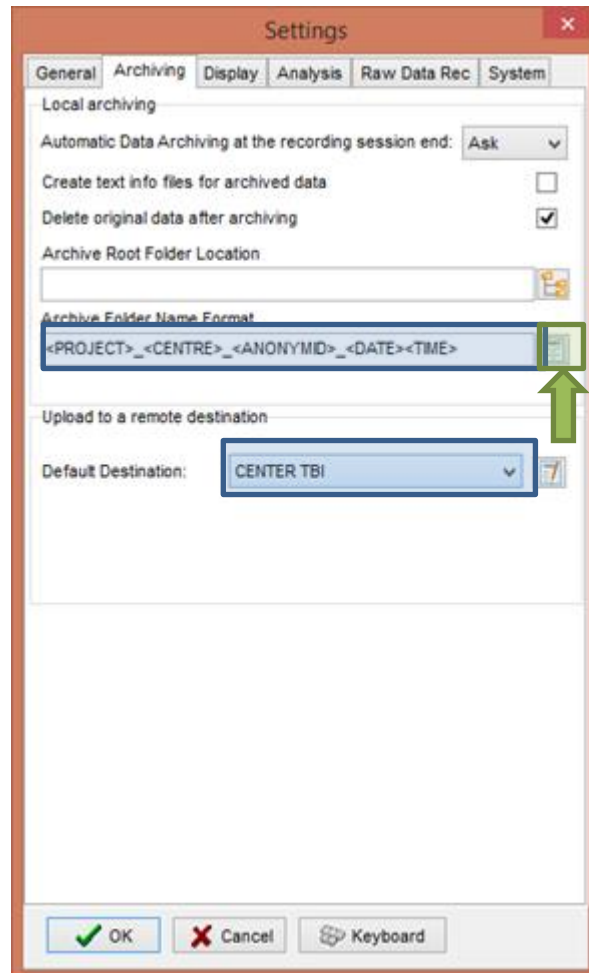 Settings
General Archiving Display Analysis Raw Data Rec System
Local archiving
Automatic Data Archiving at the recording session end: Ask
Create text info files for archived data
Delete original data after archiving
Archive Root Folder Location
Archive Folder Name Format
<PROJECT>_<CENTRE>_<ANONYMID>_<DATE><TIME>
Upload to a remote destination
Default Destination: CENTER TBI
OK Cancel Keyboard